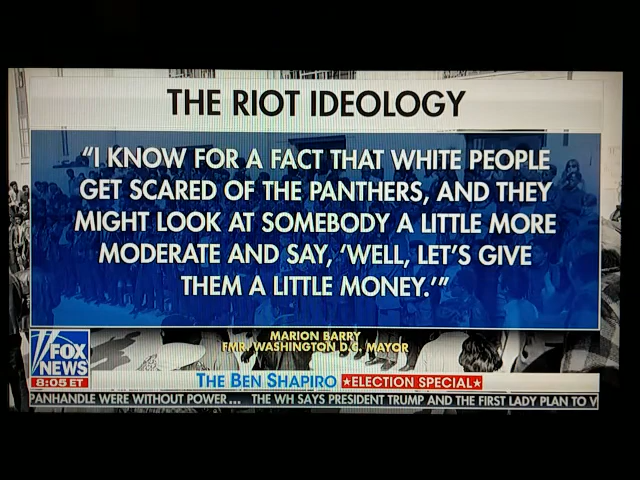 THE RIOT IDEOLOGY
“I KNOW FOR A FACT THAT WHITE PEOPLE
GET SCARED OF THE PANTHERS, AND THEY
MIGHT LOOK AT SOMEBODY A LITTLE MORE
MODERATE AND SAY, ‘WELL, LET’S GIVE
THEM A LITTLE MONEY.’”
MARION BARRY
FMR. WASHINGTON D.C. MAYOR
FOX
NEWS
8:05 ET
THE BEN SHAPIRO ★ELECTION SPECIAL★
PANHANDLE WERE WITHOUT POWER... THE WH SAYS PRESIDENT TRUMP AND THE FIRST LADY PLAN TO V